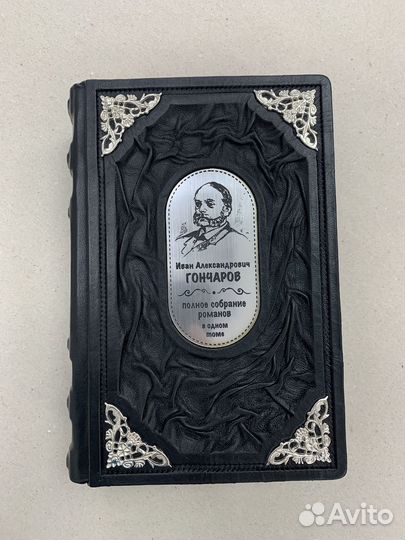 Иван Александрович
ГОНЧАРОВ
полное собрание
романов
в одном
томе
Avito